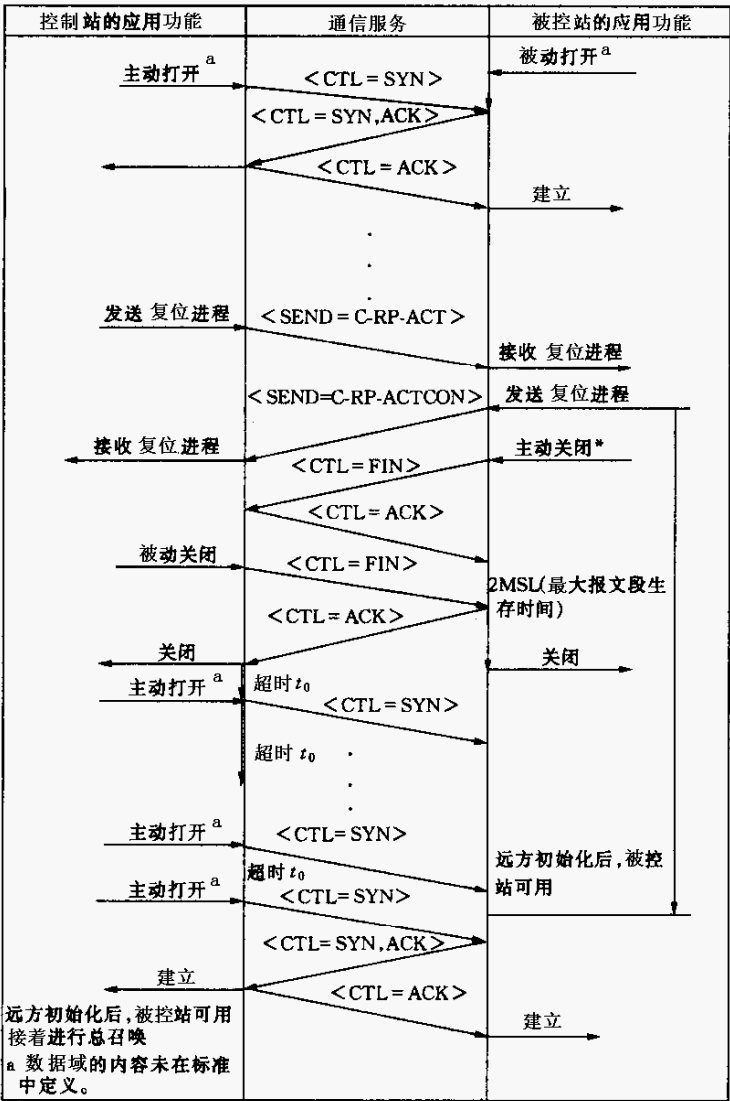 控制站的应用功能 通信服务 被控站的应用功能
被动打开a
主动打开a
<CTL=SYN>
<CTL=SYN,ACK>
<CTL=ACK>
建立
发送 复位进程
<SEND=C-RP-ACT>
接收 复位进程
<SEND=C-RP-ACTCON>
发送 复位进程
接收 复位进程
主动关闭*
<CTL=FIN>
<CTL=ACK>
被动关闭
<CTL=FIN>
2MSL(最大报文段生
存时间)
<CTL=ACK>
关闭
关闭
主动打开a
超时t0
<CTL=SYN>
超时t0
主动打开a
<CTL=SYN>
远方初始化后,被控
站可用
超时t0
主动打开a
<CTL=SYN>
<CTL=SYN,ACK>
建立
<CTL=ACK>
建立
远方初始化后,被控站可用
接着进行总召唤
a 数据域的内容未在标准
中定义。